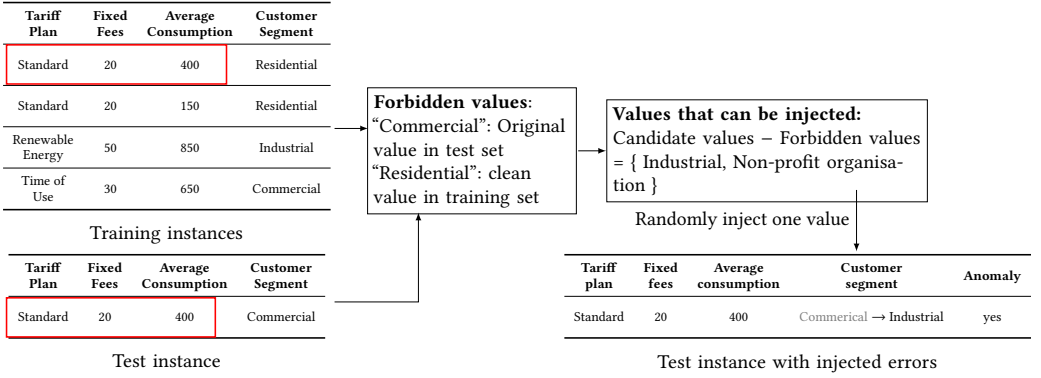 Tariff Plan Fixed Fees Average Consumption Customer Segment
Standard 20 400 Residential
Standard 20 150 Residential
Renewable Energy 50 850 Industrial
Time of Use 30 650 Commercial
Training instances
Tariff Plan Fixed Fees Average Consumption Customer Segment
Standard 20 400 Commercial
Test instance
Forbidden values:
“Commercial”: Original
value in test set
“Residential”: clean
value in training set
Values that can be injected:
Candidate values – Forbidden values
= { Industrial, Non-profit organisa-
tion }
Randomly inject one value
Tariff plan Fixed fees Average consumption Customer segment Anomaly
Standard 20 400 Commerical → Industrial yes
Test instance with injected errors